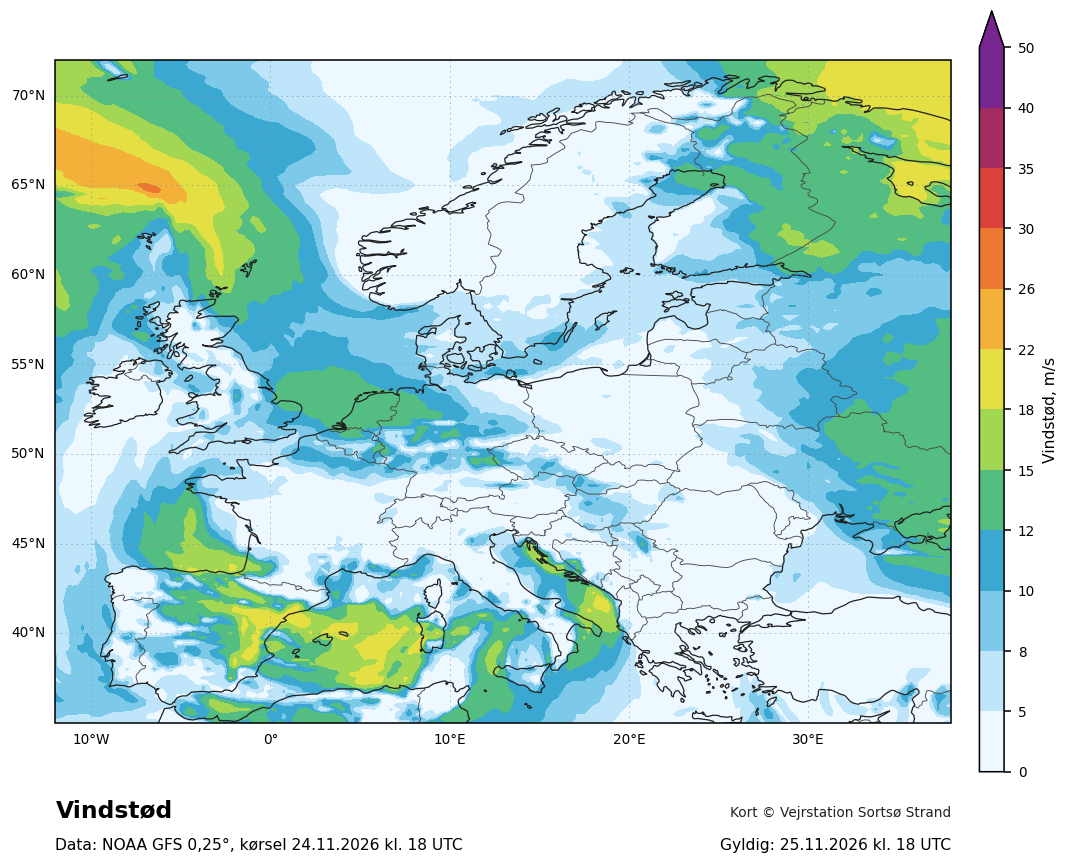 50
40
35
30
26
22
18
15
12
10
8
5
0
Vindstød, m/s
70°N
65°N
60°N
55°N
50°N
45°N
40°N
10°W
0°
10°E
20°E
30°E
Vindstød
Kort © Vejrstation Sortsø Strand
Data: NOAA GFS 0,25°, kørsel 24.11.2026 kl. 18 UTC
Gyldig: 25.11.2026 kl. 18 UTC